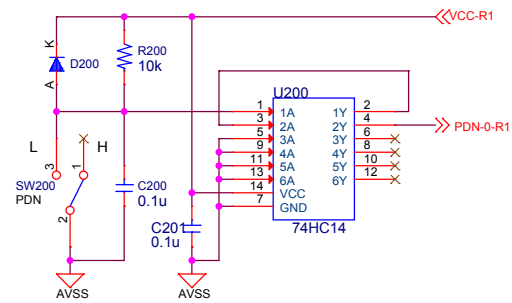 VCC-R1
K
D200
A
R200
10k
U200
1 1A 1Y 2
3 2A 2Y 4
5 3A 3Y 6
9 4A 4Y 8
11 5A 5Y 10
13 6A 6Y 12
14 VCC
7 GND
74HC14
PDN-0-R1
L
H
3
1
SW200
PDN
2
C200
0.1u
C201
0.1u
AVSS
AVSS